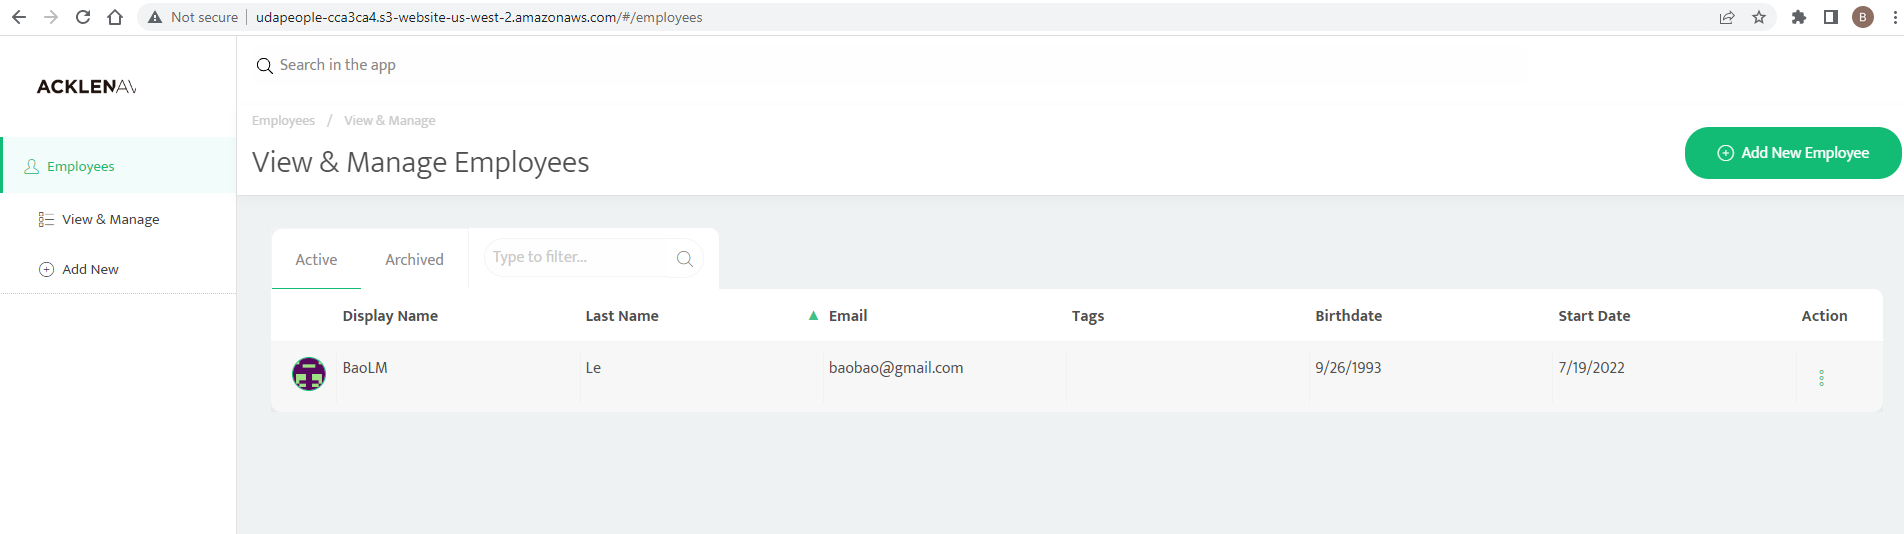 Not secure udapeople-cca3ca4.s3-website-us-west-2.amazonaws.com/#/employees
B
Search in the app
ACKLENAV
Employees / View & Manage
View & Manage Employees
Add New Employee
Employees
View & Manage
Add New
Active Archived Type to filter...
Display Name Last Name Email Tags Birthdate Start Date Action
BaoLM Le baobao@gmail.com 9/26/1993 7/19/2022